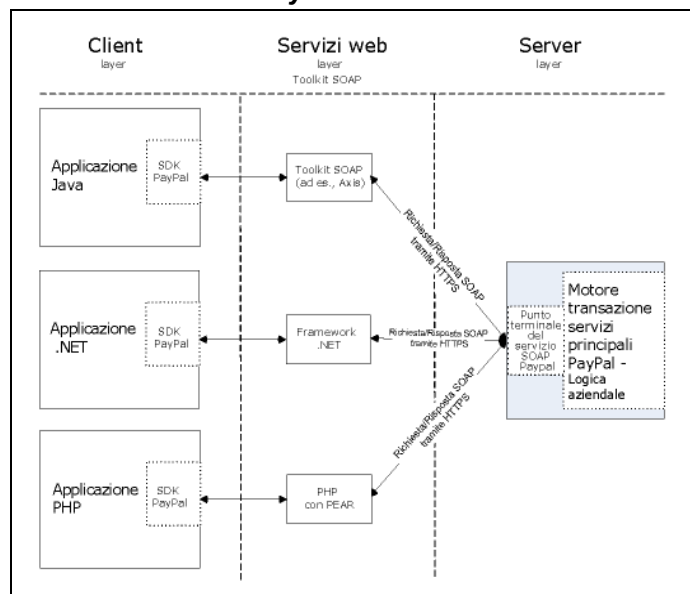 Client
layer
Servizi web
layer
Toolkit SOAP
Server
layer
Applicazione
Java
SDK
PayPal
Toolkit SOAP
(ad es., Axis)
Richiesta/Risposta SOAP
tramite HTTPS
Applicazione
.NET
SDK
PayPal
Framework
.NET
Richiesta/Risposta SOAP
tramite HTTPS
Punto
terminale
del
servizio
SOAP
Paypal
Motore
transazione
servizi
principali
PayPal -
Logica
aziendale
Applicazione
PHP
SDK
PayPal
PHP
con PEAR
Richiesta/Risposta SOAP
tramite HTTPS